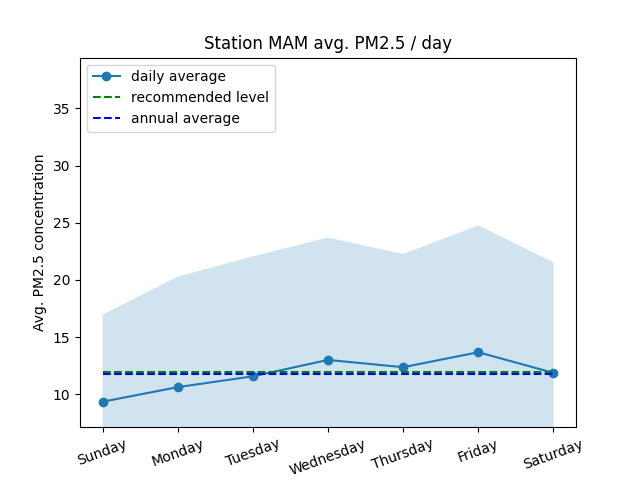 Station MAM avg. PM2.5 / day
daily average
recommended level
annual average
Avg. PM2.5 concentration
35
30
25
20
15
10
Sunday
Monday
Tuesday
Wednesday
Thursday
Friday
Saturday